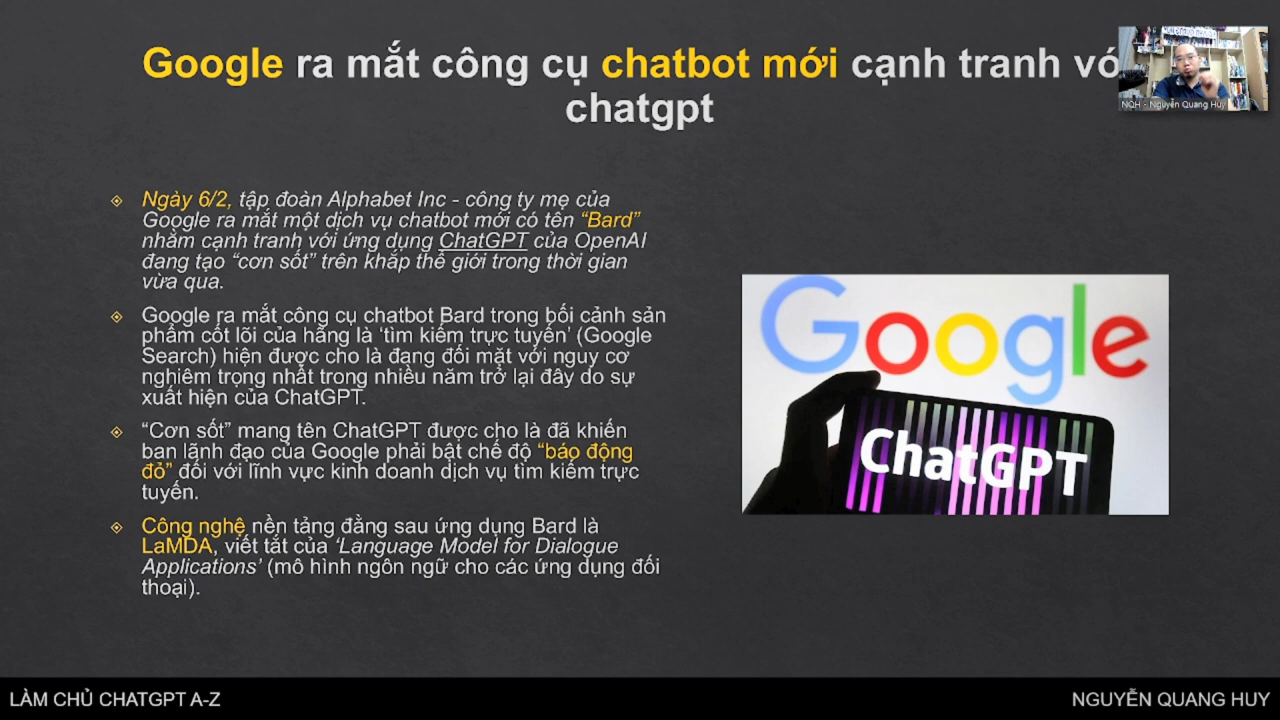 Google ra mắt công cụ chatbot mới cạnh tranh vớ
chatgpt
NQH - Nguyễn Quang Huy
Ngày 6/2, tập đoàn Alphabet Inc - công ty mẹ của
Google ra mắt một dịch vụ chatbot mới có tên “Bard”
nhằm cạnh tranh với ứng dụng ChatGPT của OpenAI
đang tạo “cơn sốt” trên khắp thế giới trong thời gian
vừa qua.
Google ra mắt công cụ chatbot Bard trong bối cảnh sản
phẩm cốt lõi của hãng là ‘tìm kiếm trực tuyến’ (Google
Search) hiện được cho là đang đối mặt với nguy cơ
nghiêm trọng nhất trong nhiều năm trở lại đây do sự
xuất hiện của ChatGPT.
“Cơn sốt” mang tên ChatGPT được cho là đã khiến
ban lãnh đạo của Google phải bật chế độ “báo động
đỏ” đối với lĩnh vực kinh doanh dịch vụ tìm kiếm trực
tuyến.
Công nghệ nền tảng đằng sau ứng dụng Bard là
LaMDA, viết tắt của ‘Language Model for Dialogue
Applications’ (mô hình ngôn ngữ cho các ứng dụng đối
thoại).
Google
ChatGPT
LÀM CHỦ CHATGPT A-Z
NGUYỄN QUANG HUY